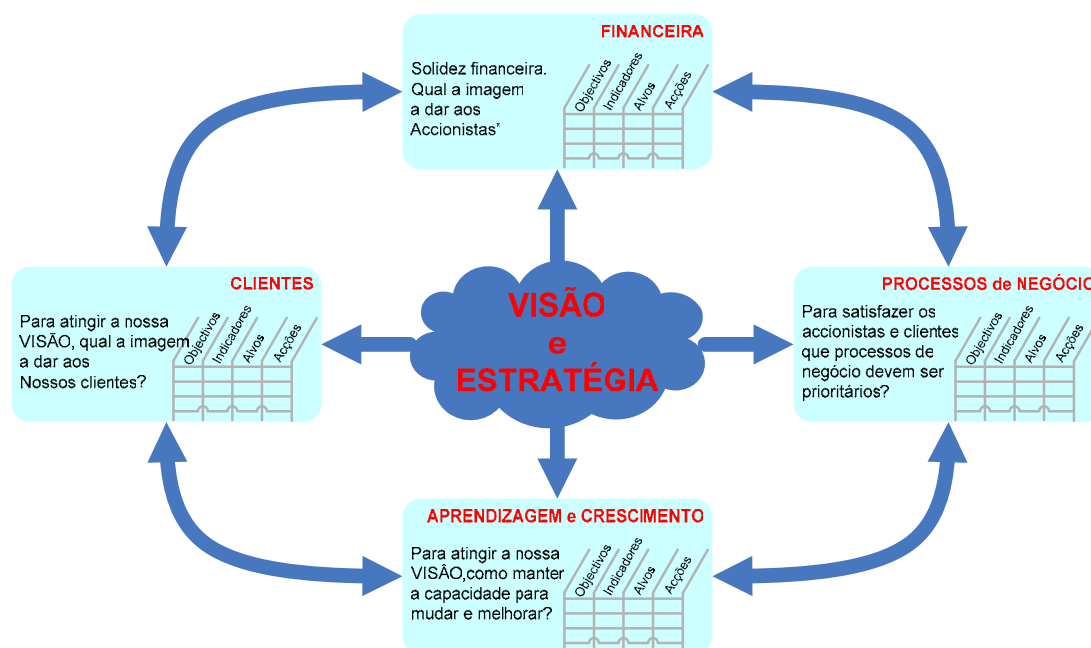 FINANCEIRA
Solidez financeira.
Qual a imagem
a dar aos
Accionistas"
Objectivos
Indicadores
Alvos
Acções
CLIENTES
Para atingir a nossa
VISÃO, qual a imagem
a dar aos
Nossos clientes?
Objectivos
Indicadores
Alvos
Acções
VISÃO
e
ESTRATÉGIA
PROCESSOS de NEGÓCIO
Para satisfazer os
accionistas e clientes
que processos de
negócio devem ser
prioritários?
Objectivos
Indicadores
Alvos
Acções
APRENDIZAGEM e CRESCIMENTO
Para atingir a nossa
VISÂO,como manter
a capacidade para
mudar e melhorar?
Objectivos
Indicadores
Alvos
Acções